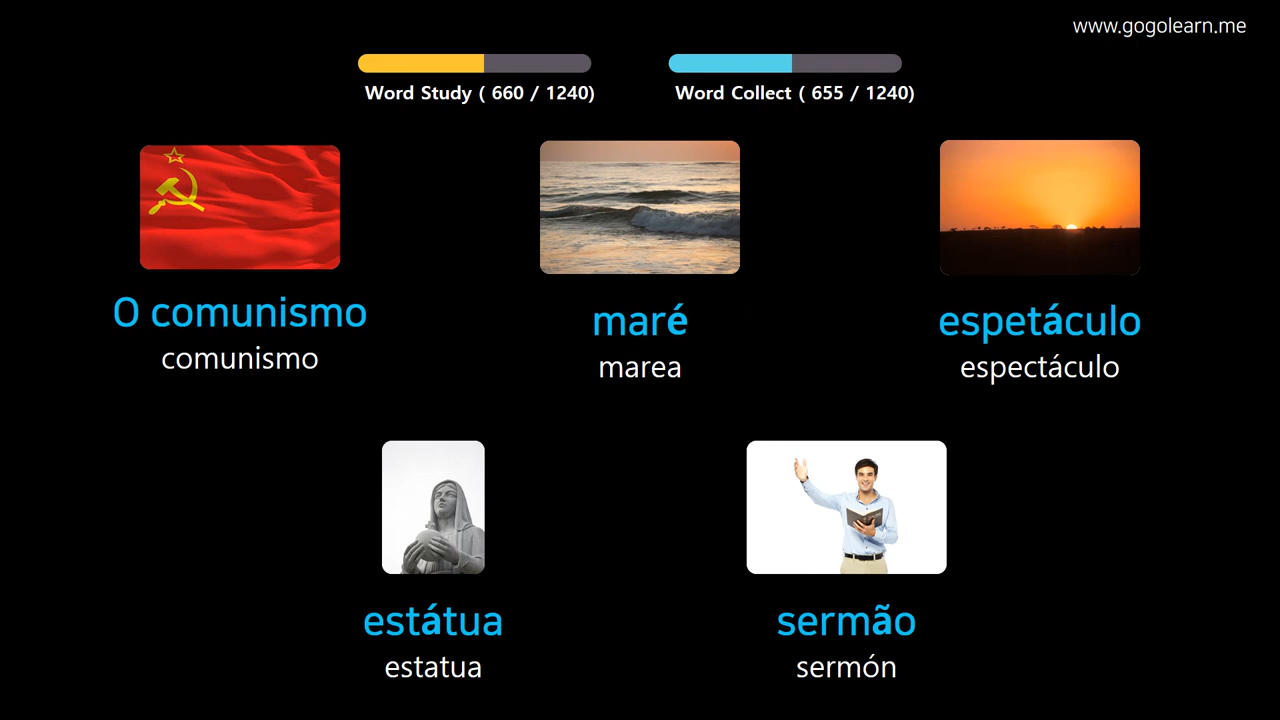 www.gogolearn.me
Word Study ( 660 / 1240)
Word Collect ( 655 / 1240)
O comunismo
comunismo
maré
marea
espetáculo
espectáculo
estátua
estatua
sermão
sermón